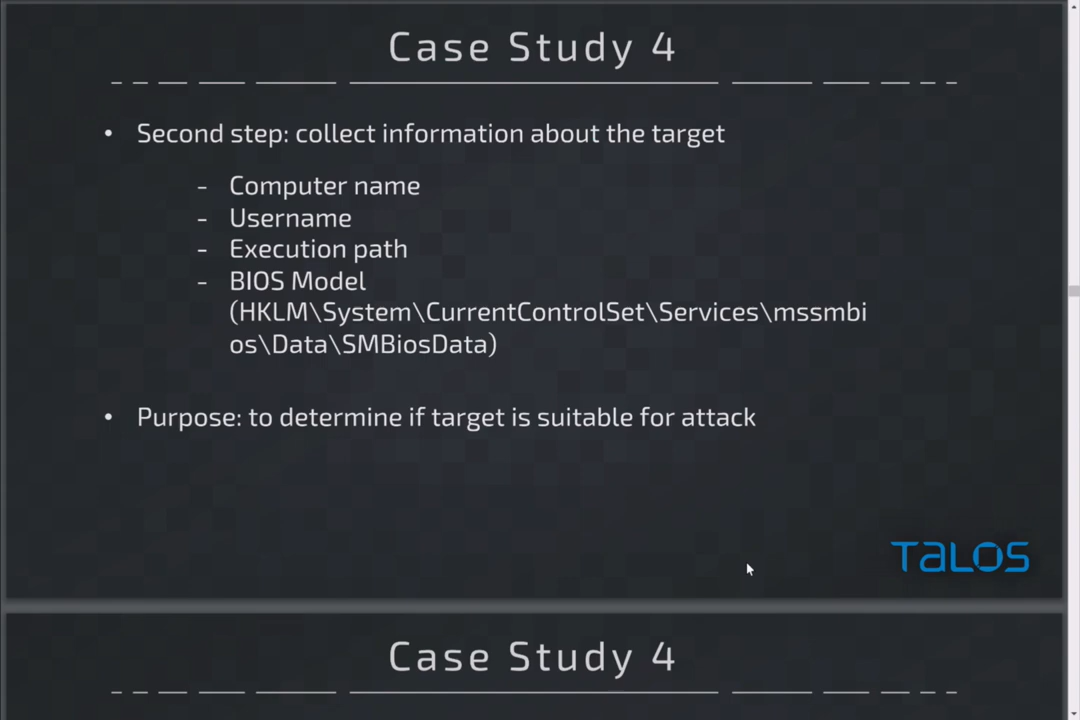 Case Study 4
• Second step: collect information about the target
- Computer name
- Username
- Execution path
- BIOS Model
(HKLM\System\CurrentControlSet\Services\mssmbi
os\Data\SMBiosData)
• Purpose: to determine if target is suitable for attack
TALOS
Case Study 4